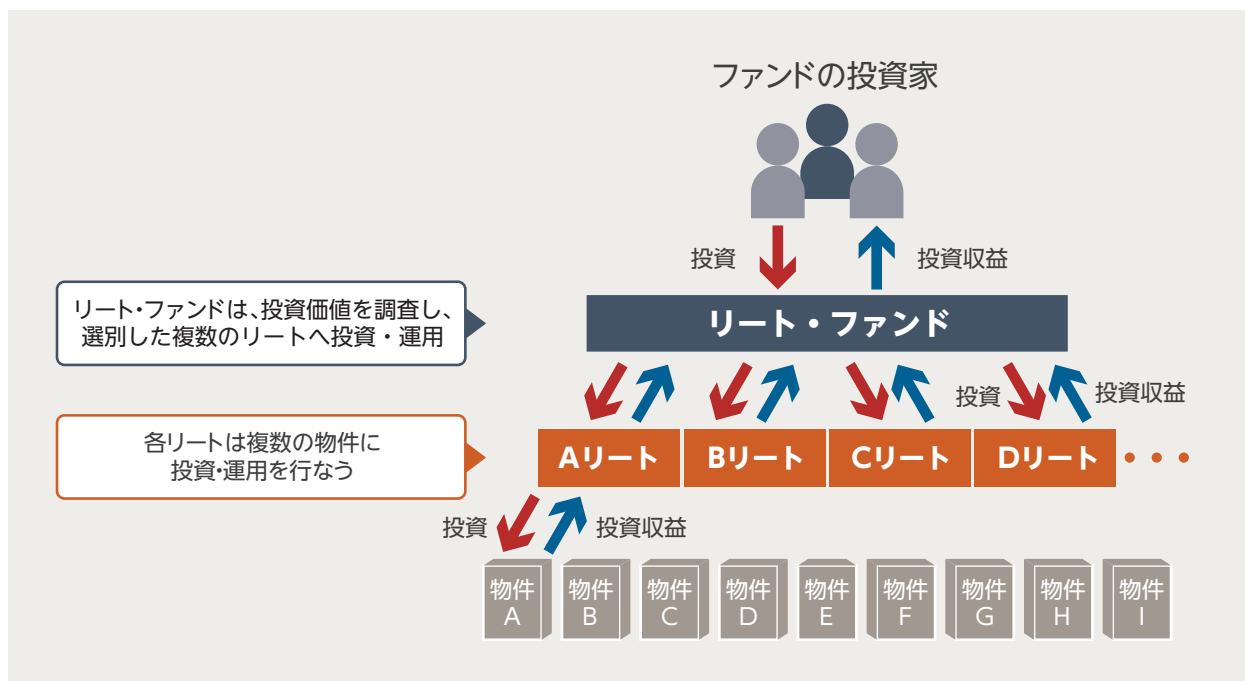 ファンドの投資家
投資
投資収益
リート・ファンドは、投資価値を調査し、
選別した複数のリートへ投資・運用
リート・ファンド
投資
投資収益
各リートは複数の物件に
投資・運用を行なう
Aリート
Bリート
Cリート
Dリート
・・・
投資
投資収益
物件
A
物件
B
物件
C
物件
D
物件
E
物件
F
物件
G
物件
H
物件
I